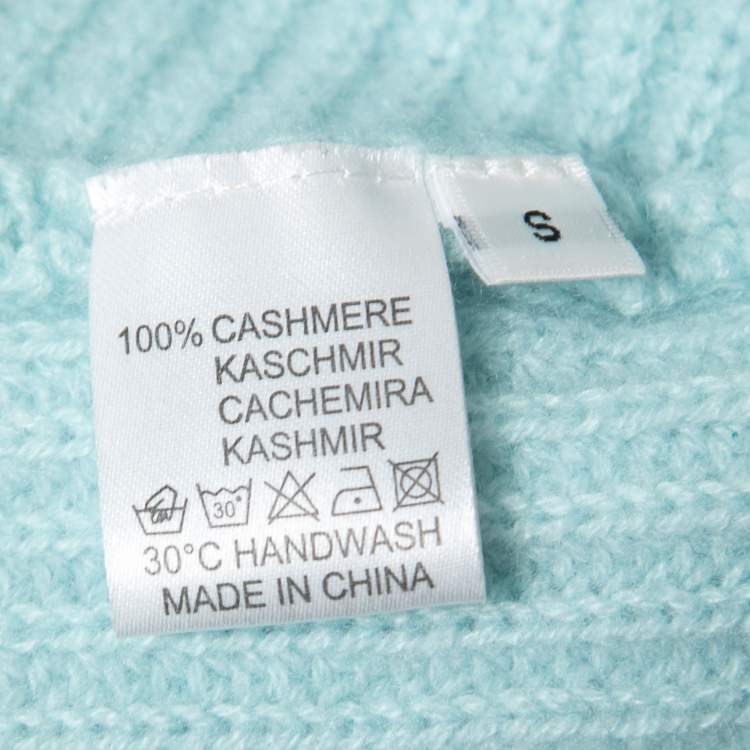 100% CASHMERE
KASCHMIR
CACHEMIRA
KASHMIR
30°
30°C HANDWASH
MADE IN CHINA
S